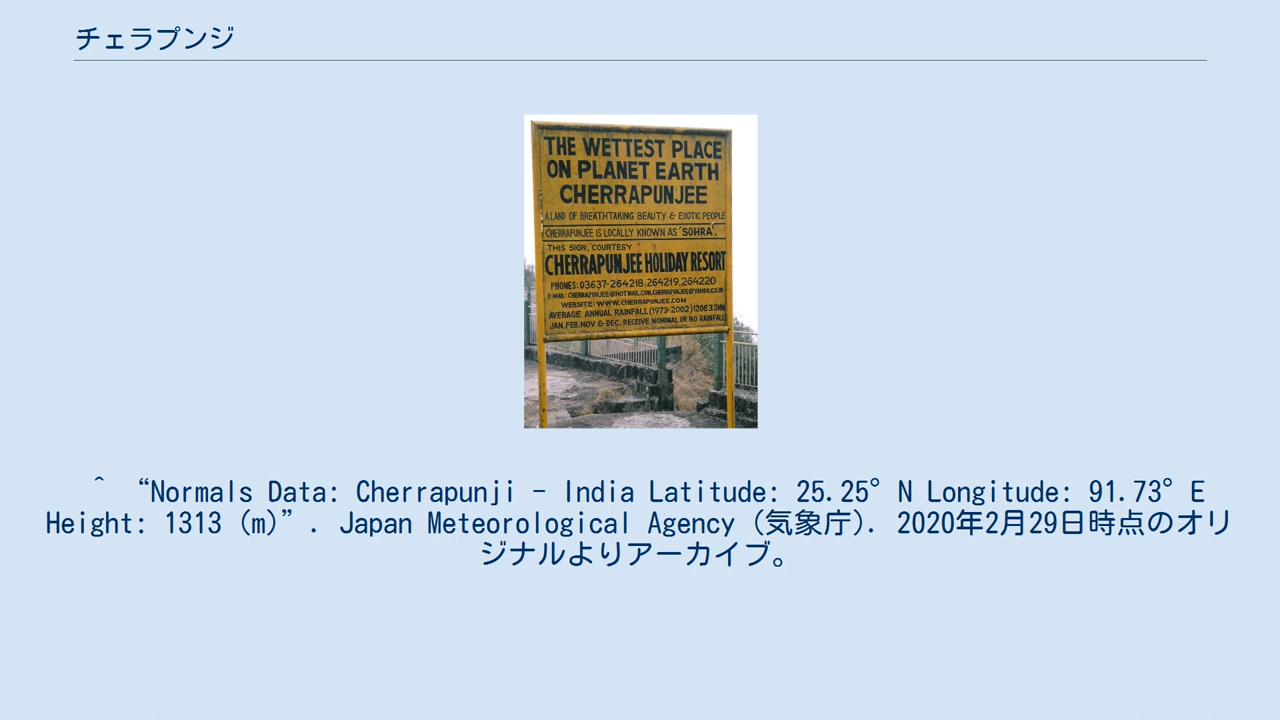 チェラプンジ
THE WETTEST PLACE
ON PLANET EARTH
CHERRAPUNJEE
A LAND OF BREATHTAKING BEAUTY & EXOTIC PEOPLE
CHERRAPUNJEE IS LOCALLY KNOWN AS 'SOHRA'.
THIS SIGN, COURTESY
CHERRAPUNJEE HOLIDAY RESORT
PHONES: 03637-264218, 264219, 264220
E-MAIL: CHERRAPUNJEE@HOTMAIL.COM, CHERRAPUNJEE@YAHOO.CO.IN
WEBSITE: WWW.CHERRAPUNJEE.COM
AVERAGE ANNUAL RAINFALL (1973-2002) 12063.3MM
JAN, FEB, NOV & DEC. RECEIVE NOMINAL OR NO RAINFALL
^ “Normals Data: Cherrapunji - India Latitude: 25.25°N Longitude: 91.73°E
Height: 1313 (m)”. Japan Meteorological Agency (気象庁). 2020年2月29日時点のオリ
ジナルよりアーカイブ。